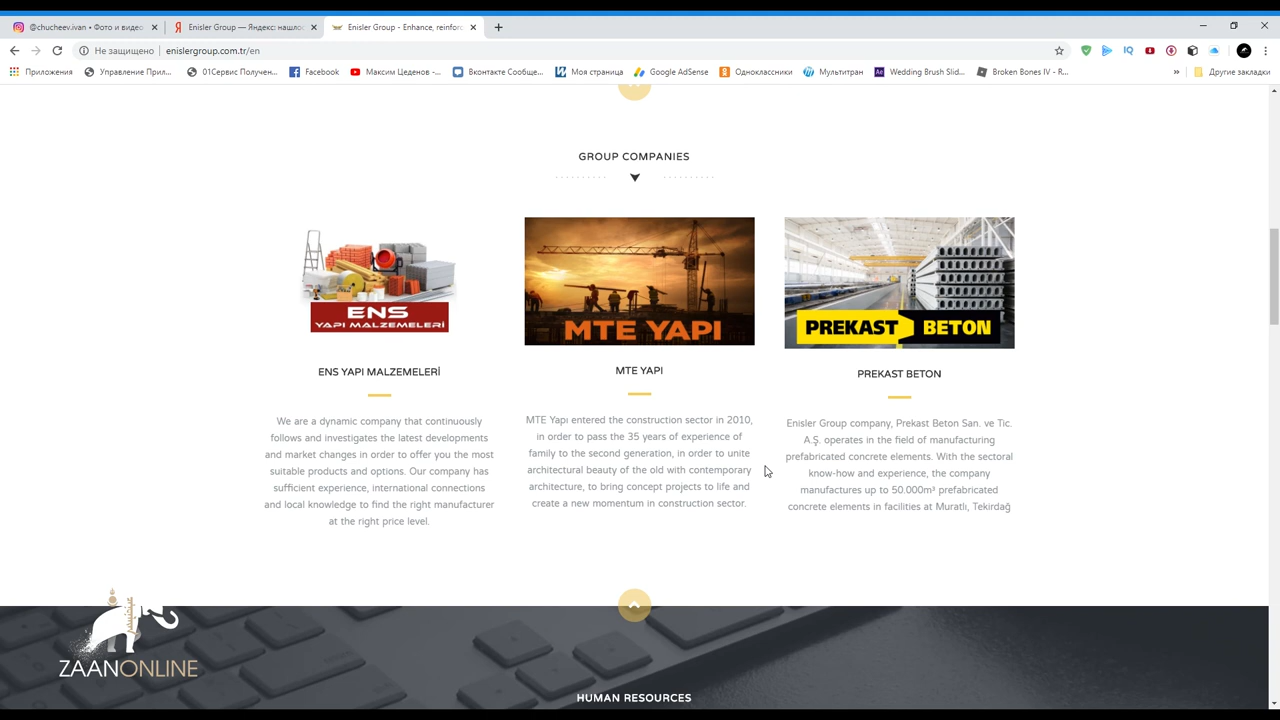 @chucheev.ivan • Фото и видео
Enisler Group — Яндекс: нашлос
Enisler Group - Enhance, reinforc
Не защищено
enislergroup.com.tr/en
Приложения
Управление Прил...
01Сервис Получен...
Facebook
Максим Цеденов -...
Вконтакте Сообще...
Моя страница
Google AdSense
Одноклассники
Мультитран
Wedding Brush Slid...
Broken Bones IV - R...
»
Другие закладки
GROUP COMPANIES
ENS
YAPI MALZEMELERİ
MTE YAPI
PREKAST BETON
ENS YAPI MALZEMELERİ
We are a dynamic company that continuously
follows and investigates the latest developments
and market changes in order to offer you the most
suitable products and options. Our company has
sufficient experience, international connections
and local knowledge to find the right manufacturer
at the right price level.
MTE YAPI
MTE Yapı entered the construction sector in 2010,
in order to pass the 35 years of experience of
family to the second generation, in order to unite
architectural beauty of the old with contemporary
architecture, to bring concept projects to life and
create a new momentum in construction sector.
PREKAST BETON
Enisler Group company, Prekast Beton San. ve Tic.
A.Ş. operates in the field of manufacturing
prefabricated concrete elements. With the sectoral
know-how and experience, the company
manufactures up to 50.000m³ prefabricated
concrete elements in facilities at Muratlı, Tekirdağ
ZAANONLINE
HUMAN RESOURCES